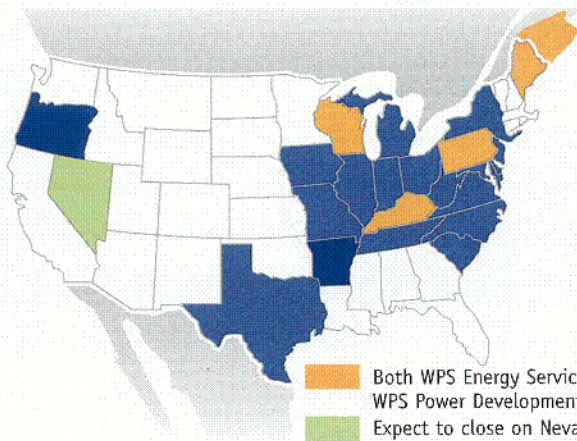 Both WPS Energy Servic
WPS Power Development
Expect to close on Neva